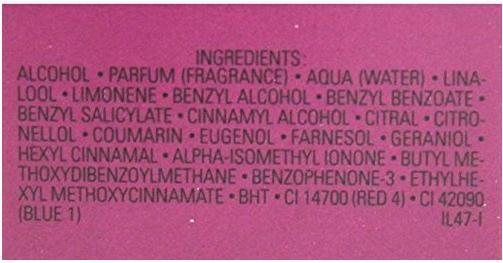 INGREDIENTS:
ALCOHOL • PARFUM (FRAGRANCE) • AQUA (WATER) • LINA-
LOOL • LIMONENE • BENZYL ALCOHOL • BENZYL BENZOATE •
BENZYL SALICYLATE • CINNAMYL ALCOHOL • CITRAL • CITRO-
NELLOL • COUMARIN • EUGENOL • FARNESOL • GERANIOL •
HEXYL CINNAMAL • ALPHA-ISOMETHYL IONONE • BUTYL ME-
THOXYDIBENZOYLMETHANE • BENZOPHENONE-3 • ETHYLHE-
XYL METHOXYCINNAMATE • BHT • CI 14700 (RED 4) • CI 42090
(BLUE 1) IL47-I